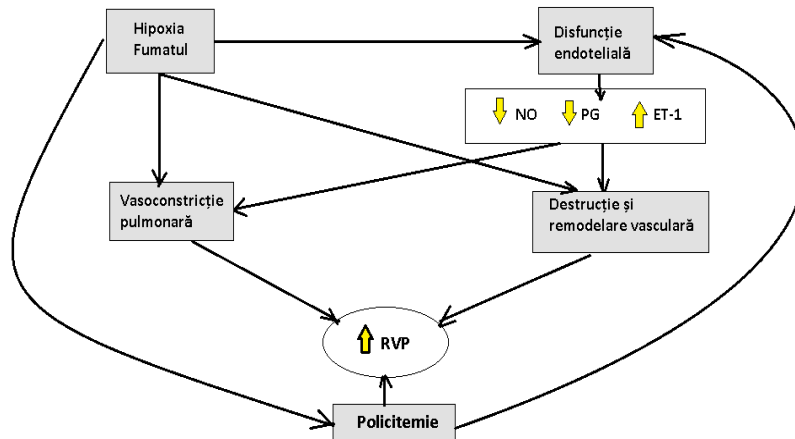 Hipoxia
Fumatul
Disfuncție
endotelială
NO PG ET-1
Vasoconstricție
pulmonară
Destrucție și
remodelare vasculară
RVP
Policitemie